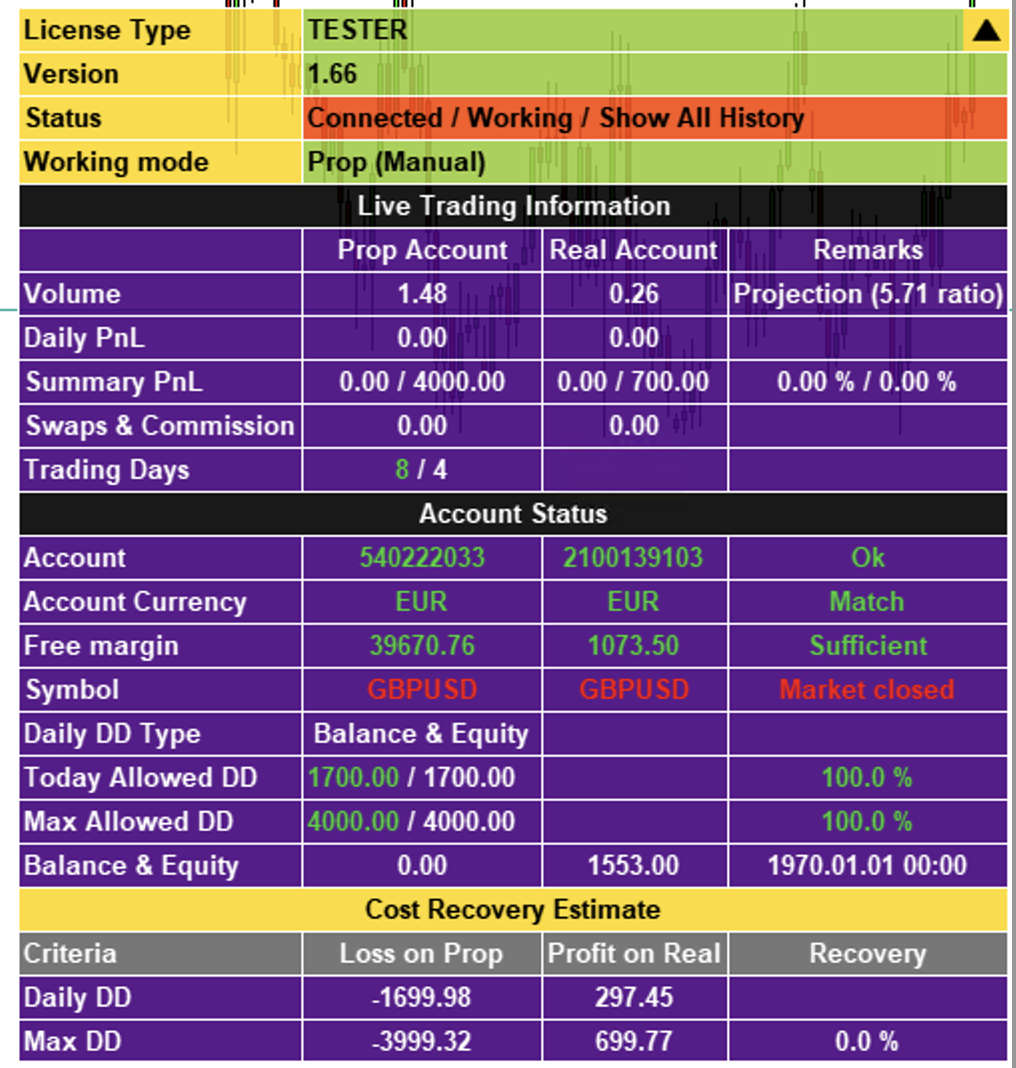 License Type TESTER ▲
Version 1.66
Status Connected / Working / Show All History
Working mode Prop (Manual)
Live Trading Information
Prop Account Real Account Remarks
Volume 1.48 0.26 Projection (5.71 ratio)
Daily PnL 0.00 0.00
Summary PnL 0.00 / 4000.00 0.00 / 700.00 0.00 % / 0.00 %
Swaps & Commission 0.00 0.00
Trading Days 8 / 4
Account Status
Account 540222033 2100139103 Ok
Account Currency EUR EUR Match
Free margin 39670.76 1073.50 Sufficient
Symbol GBPUSD GBPUSD Market closed
Daily DD Type Balance & Equity
Today Allowed DD 1700.00 / 1700.00 100.0 %
Max Allowed DD 4000.00 / 4000.00 100.0 %
Balance & Equity 0.00 1553.00 1970.01.01 00:00
Cost Recovery Estimate
Criteria Loss on Prop Profit on Real Recovery
Daily DD -1699.98 297.45
Max DD -3999.32 699.77 0.0 %